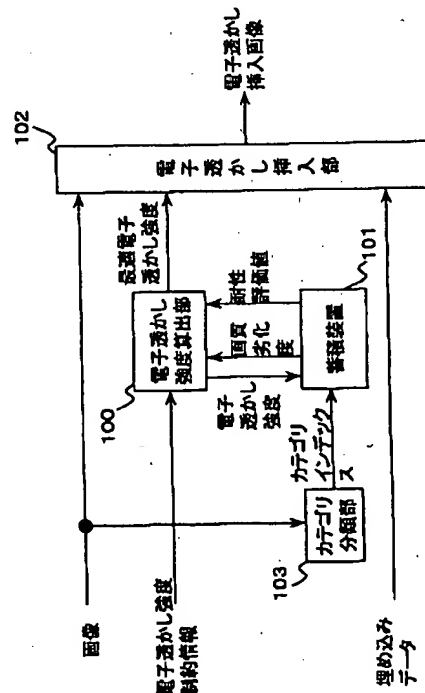 102
電子透かし
挿入画像
電子透かし挿入部
最適電子
透かし強度
100
電子透かし
強度算出部
耐性
評価値
画質
劣化
度
電子
透かし
強度
101
蓄積装置
カテゴリ
インデック
ス
103
カテゴリ
分類部
画像
電子透かし強度
制約情報
埋め込み
データ